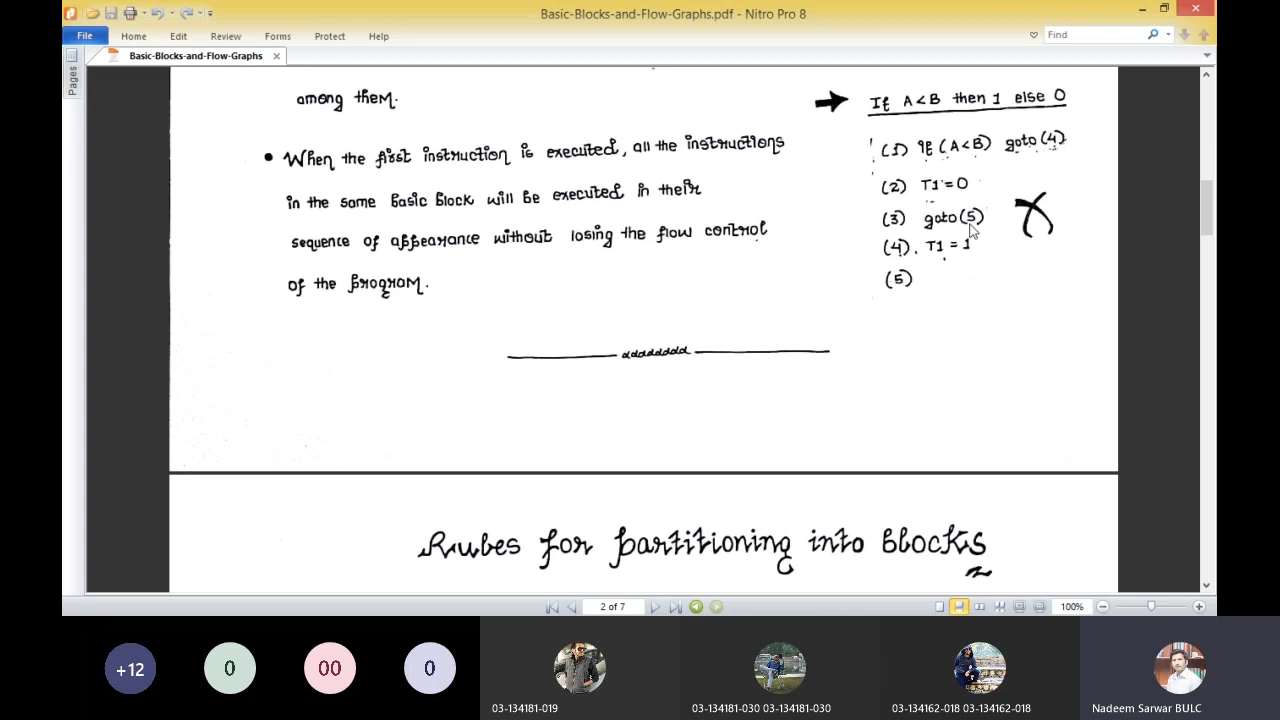 Basic-Blocks-and-Flow-Graphs.pdf - Nitro Pro 8
File Home Edit Review Forms Protect Help
Find
Basic-Blocks-and-Flow-Graphs
Pages
among them.
• When the first instruction is executed, all the instructions
in the same basic block will be executed in their
sequence of appearance without losing the flow control
of the program.
If A<B then 1 else 0
(1) If (A<B) goto (4)
(2) T1 = 0
(3) goto (5)
(4) T1 = 1
(5)
Rules for partitioning into blocks
2 of 7
100%
+12
0
00
0
03-134181-019
03-134181-030 03-134181-030
03-134162-018 03-134162-018
Nadeem Sarwar BULC